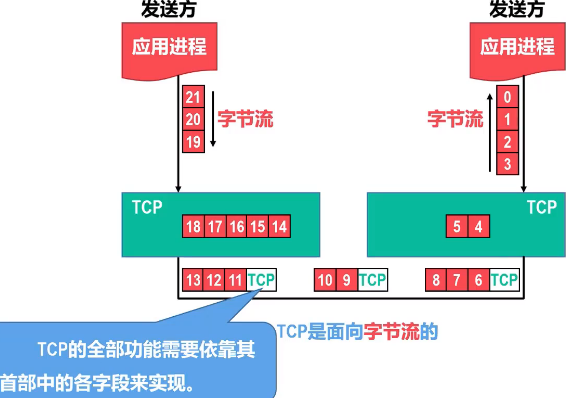 发送方 发送方
应用进程 应用进程
21 0
20 字节流 字节流 1
19 2
3
TCP TCP
18 17 16 15 14 5 4
13 12 11 TCP 10 9 TCP 8 7 6 TCP
TCP是面向字节流的
TCP的全部功能需要依靠其
首部中的各字段来实现。